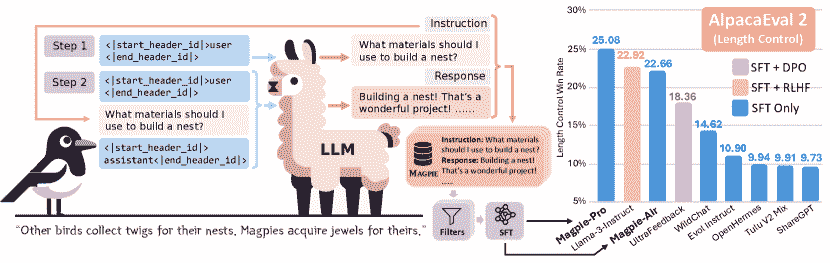 Instruction
Step 1
<|start_header_id|>user
<|end_header_id|>
What materials should I
use to build a nest?
Step 2
<|start_header_id|>user
<|end_header_id|>
Response
What materials should I
use to build a nest?
Building a nest! That's a
wonderful project! ......
<|start_header_id|>
assistant<|end_header_id|>
LLM
MAGPIE
Instruction: What materials
should I use to build a nest?
Response: Building a nest!
That's a wonderful project!
......
Filters
SFT
"Other birds collect twigs for their nests. Magpies acquire jewels for theirs."
AlpacaEval 2
(Length Control)
SFT + DPO
SFT + RLHF
SFT Only
Length Control Win Rate
30%
25%
20%
15%
10%
5%
25.08
22.92
22.66
18.36
14.62
10.90
9.94
9.91
9.73
Magpie-Pro
Llama-3-Instruct
Magpie-Air
UltraFeedback
WildChat
Evol Instruct
OpenHermes
Tulu V2 Mix
ShareGPT